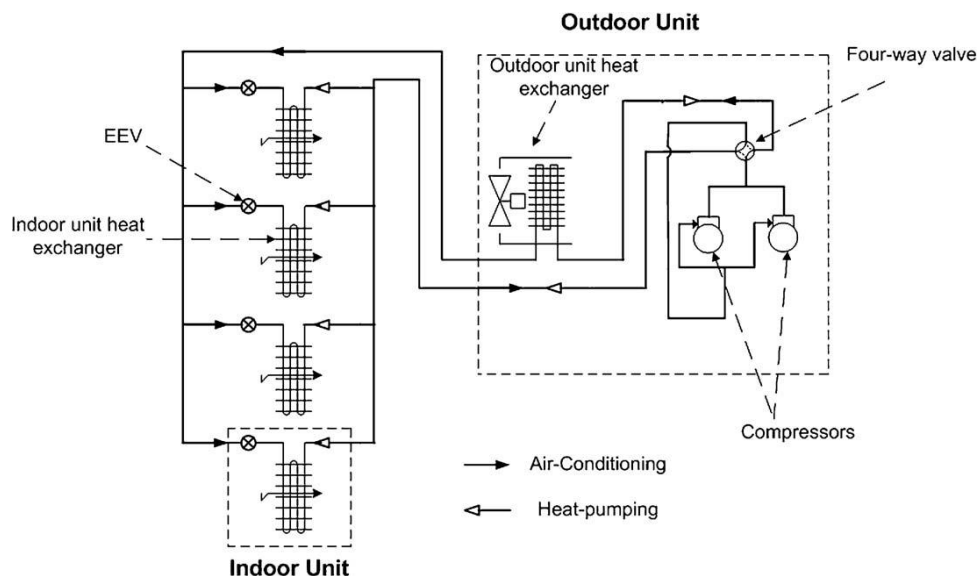 Outdoor Unit
Outdoor unit heat
exchanger
Four-way valve
EEV
Indoor unit heat
exchanger
Compressors
Air-Conditioning
Heat-pumping
Indoor Unit